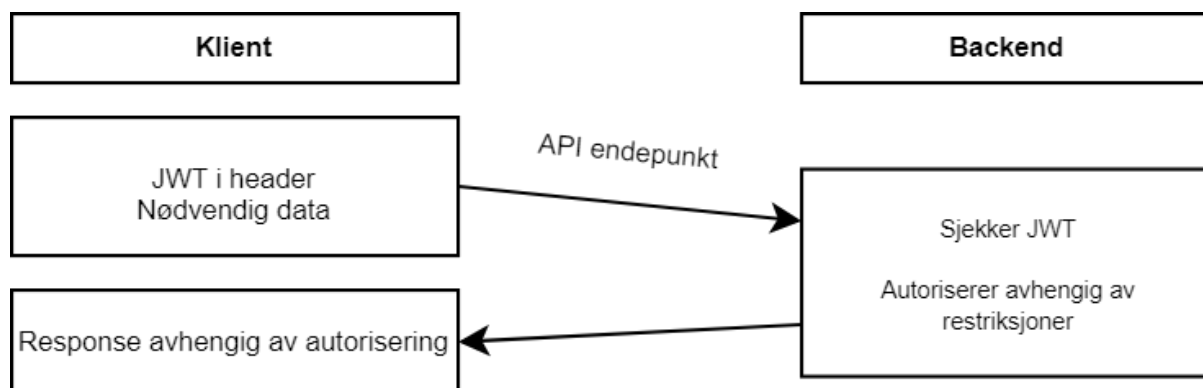 Klient
Backend
JWT i header
Nødvendig data
API endepunkt
Sjekker JWT
Autoriserer avhengig av
restriksjoner
Response avhengig av autorisering